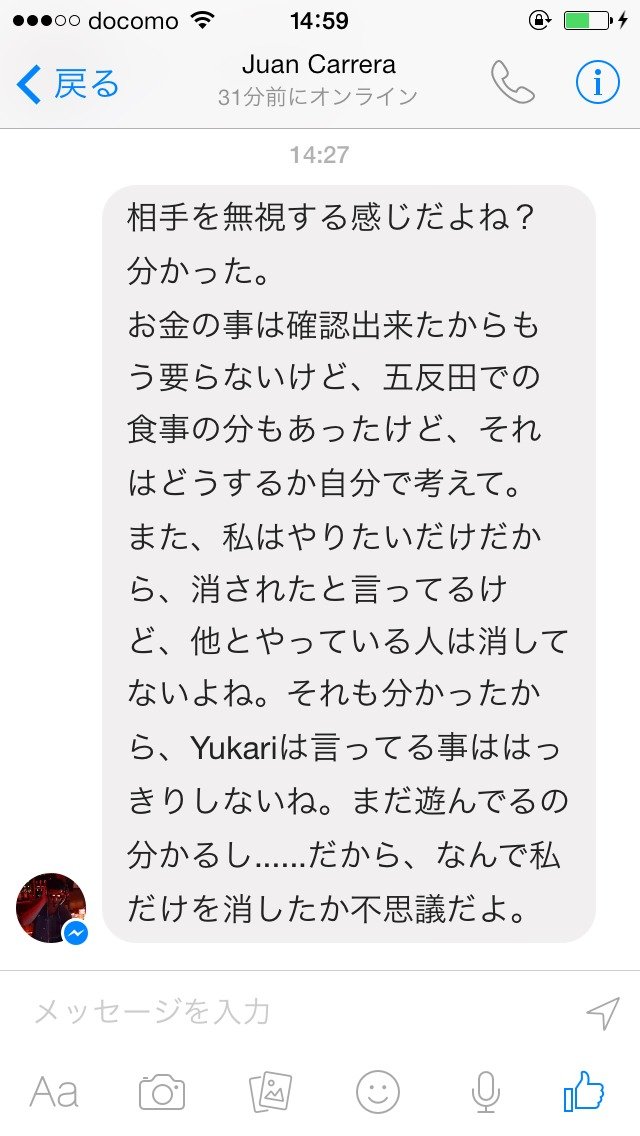 docomo 14:59
戻る
Juan Carrera
31分前にオンライン
14:27
相手を無視する感じだよね？
分かった。
お金の事は確認出来たからも
う要らないけど、五反田での
食事の分もあったけど、それ
はどうするか自分で考えて。
また、私はやりたいだけだか
ら、消されたと言ってるけ
ど、他とやっている人は消して
ないよね。それも分かったか
ら、Yukariは言ってる事ははっ
きりしないね。まだ遊んでるの
分かるし......だから、なんで私
だけを消したか不思議だよ。
メッセージを入力
Aa